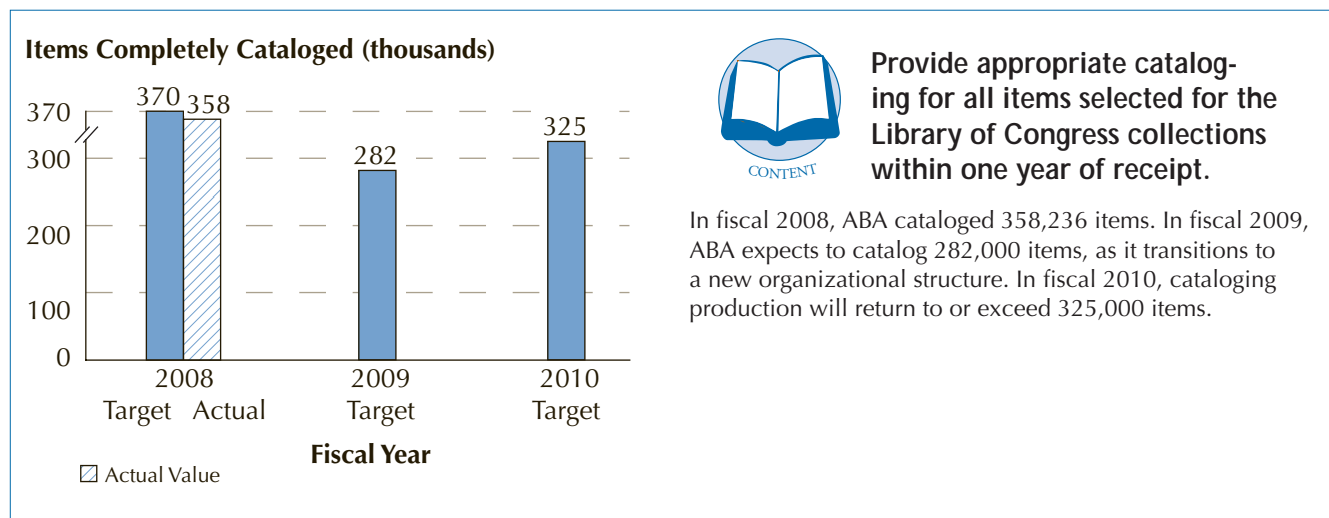 Items Completely Cataloged (thousands)
370
358
370
300
282
325
200
100
0
2008
2009
2010
Target Actual
Target
Target
Fiscal Year
Actual Value
CONTENT
Provide appropriate catalog-
ing for all items selected for the
Library of Congress collections
within one year of receipt.
In fiscal 2008, ABA cataloged 358,236 items. In fiscal 2009,
ABA expects to catalog 282,000 items, as it transitions to
a new organizational structure. In fiscal 2010, cataloging
production will return to or exceed 325,000 items.